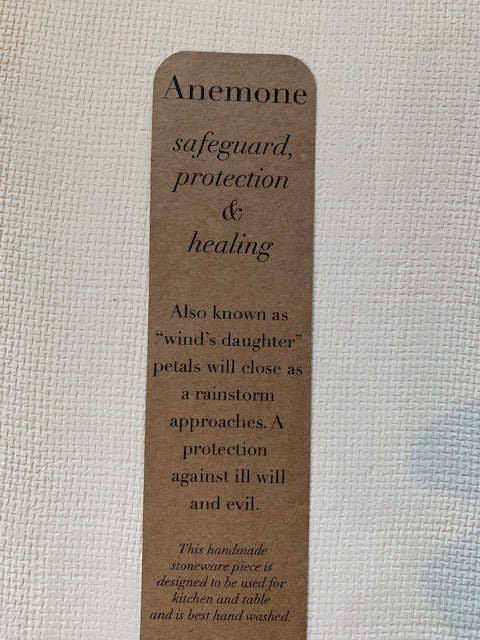 Anemone
safeguard,
protection
&
healing
Also known as
“wind’s daughter”
petals will close as
a rainstorm
approaches. A
protection
against ill will
and evil.
This handmade
stoneware piece is
designed to be used for
kitchen and table
and is best hand washed.